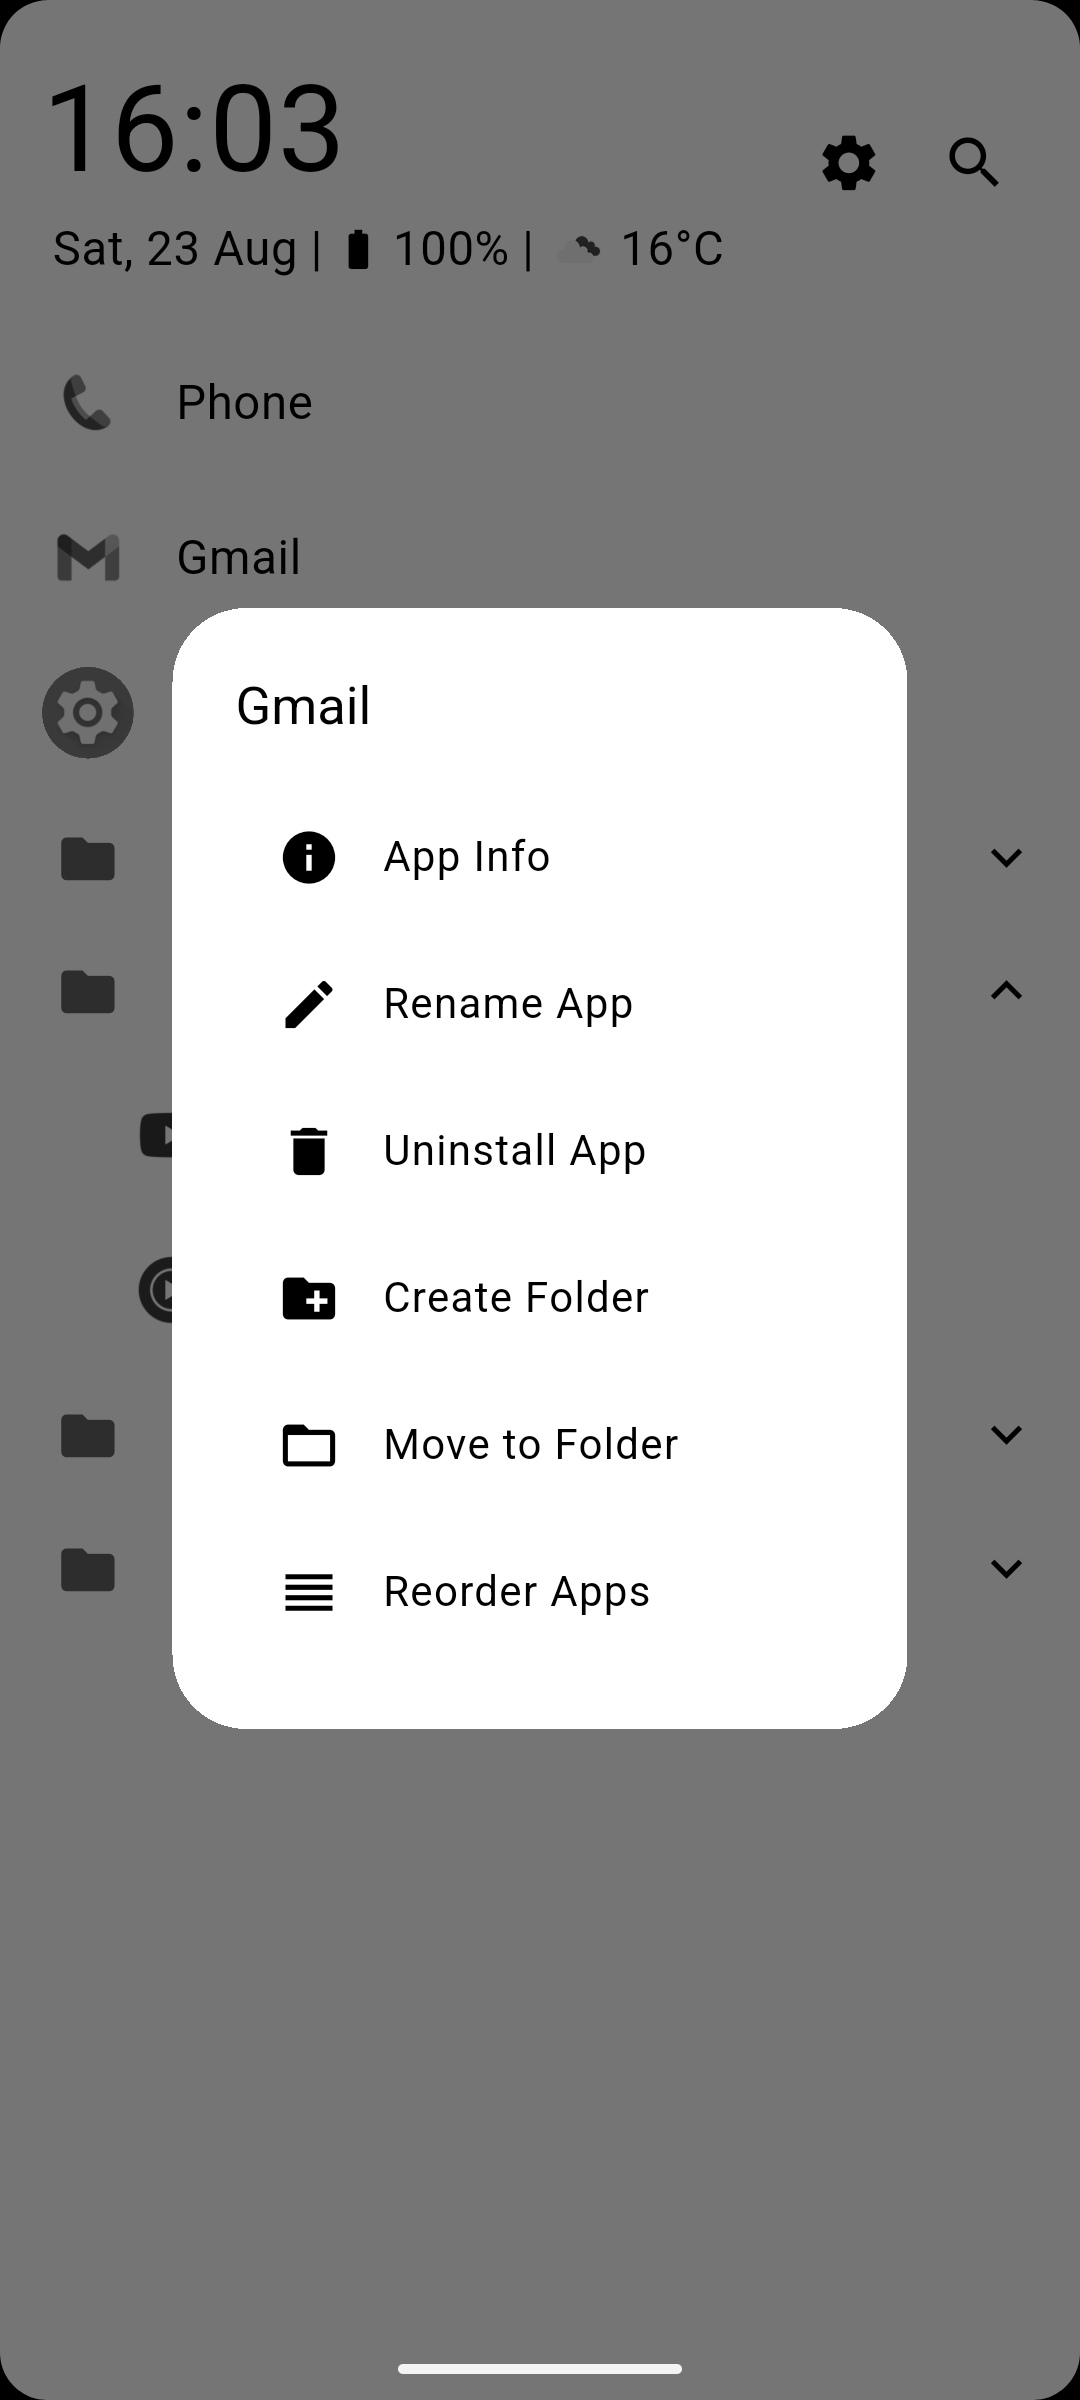 16:03
Sat, 23 Aug | 100% | 16°C
Phone
Gmail
Gmail
App Info
Rename App
Uninstall App
Create Folder
Move to Folder
Reorder Apps